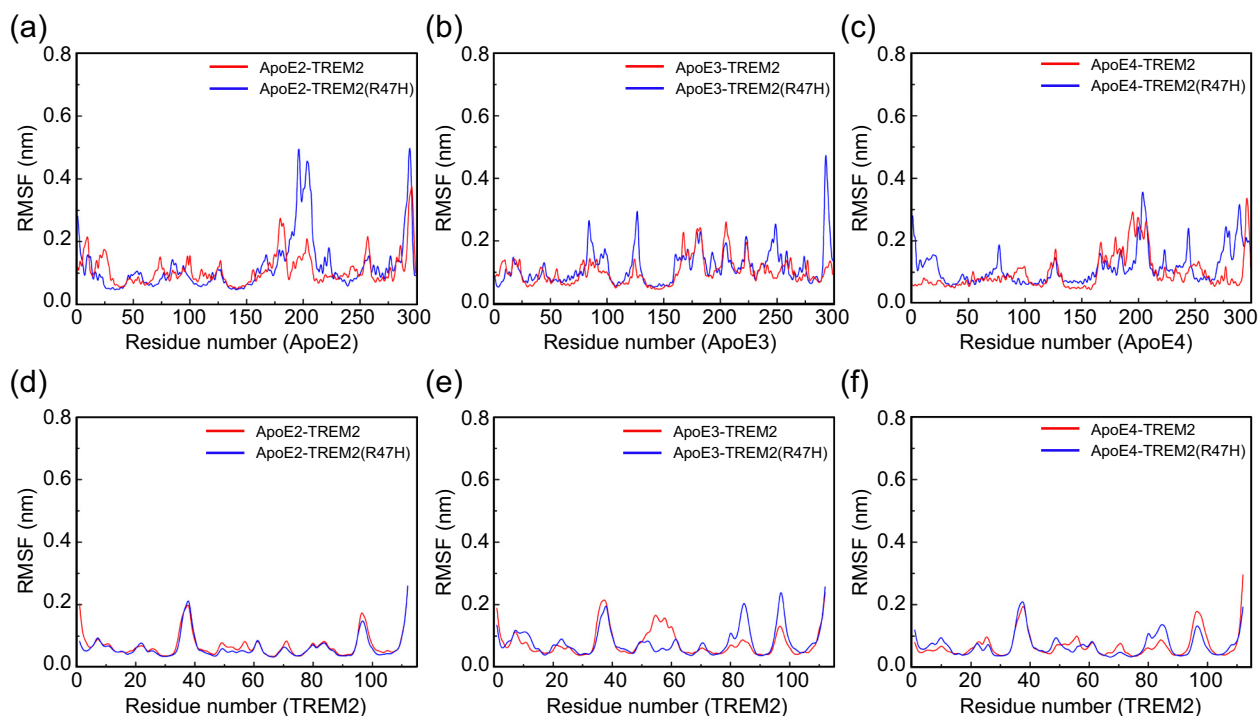 (a)
0.8
0.6
0.4
0.2
0.0
RMSF (nm)
ApoE2-TREM2
ApoE2-TREM2(R47H)
0 50 100 150 200 250 300
Residue number (ApoE2)
(b)
0.8
0.6
0.4
0.2
0.0
RMSF (nm)
ApoE3-TREM2
ApoE3-TREM2(R47H)
0 50 100 150 200 250 300
Residue number (ApoE3)
(c)
0.8
0.6
0.4
0.2
0.0
RMSF (nm)
ApoE4-TREM2
ApoE4-TREM2(R47H)
0 50 100 150 200 250 300
Residue number (ApoE4)
(d)
0.8
0.6
0.4
0.2
0.0
RMSF (nm)
ApoE2-TREM2
ApoE2-TREM2(R47H)
0 20 40 60 80 100
Residue number (TREM2)
(e)
0.8
0.6
0.4
0.2
0.0
RMSF (nm)
ApoE3-TREM2
ApoE3-TREM2(R47H)
0 20 40 60 80 100
Residue number (TREM2)
(f)
0.8
0.6
0.4
0.2
0.0
RMSF (nm)
ApoE4-TREM2
ApoE4-TREM2(R47H)
0 20 40 60 80 100
Residue number (TREM2)